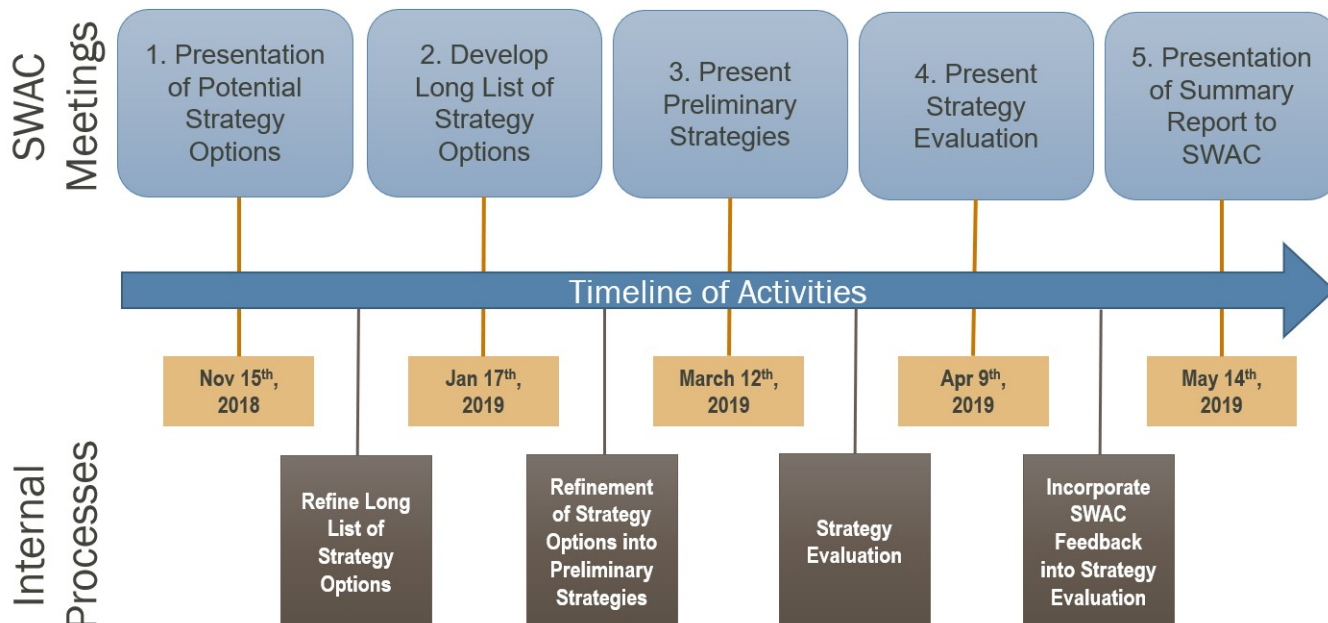 SWAC
Meetings
1. Presentation
of Potential
Strategy
Options
2. Develop
Long List of
Strategy
Options
3. Present
Preliminary
Strategies
4. Present
Strategy
Evaluation
5. Presentation
of Summary
Report to
SWAC
Timeline of Activities
Nov 15th,
2018
Jan 17th,
2019
March 12th,
2019
Apr 9th,
2019
May 14th,
2019
Internal
Processes
Refine Long
List of
Strategy
Options
Refinement
of Strategy
Options into
Preliminary
Strategies
Strategy
Evaluation
Incorporate
SWAC
Feedback
into Strategy
Evaluation